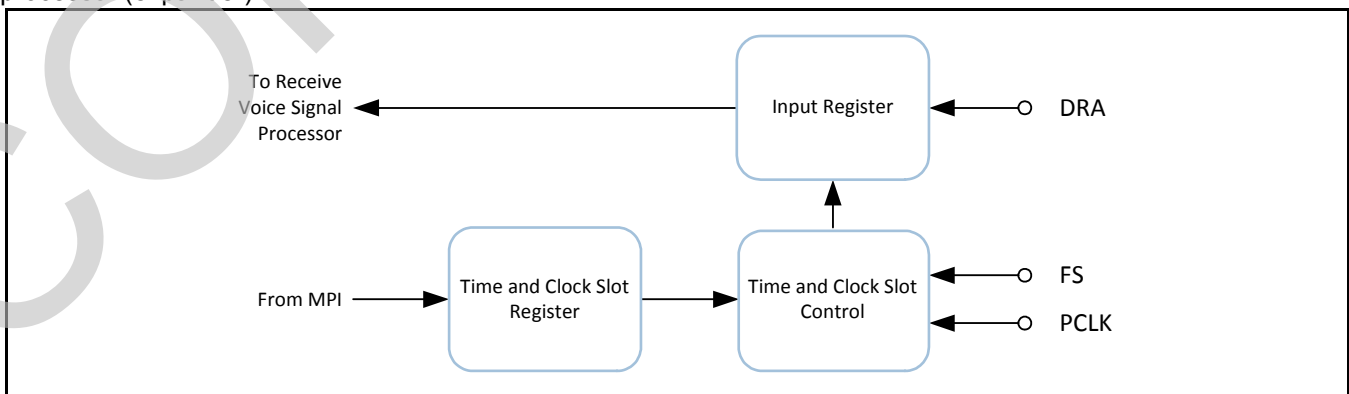 To Receive
Voice Signal
Processor
Input Register
DRA
From MPI
Time and Clock Slot
Register
Time and Clock Slot
Control
FS
PCLK